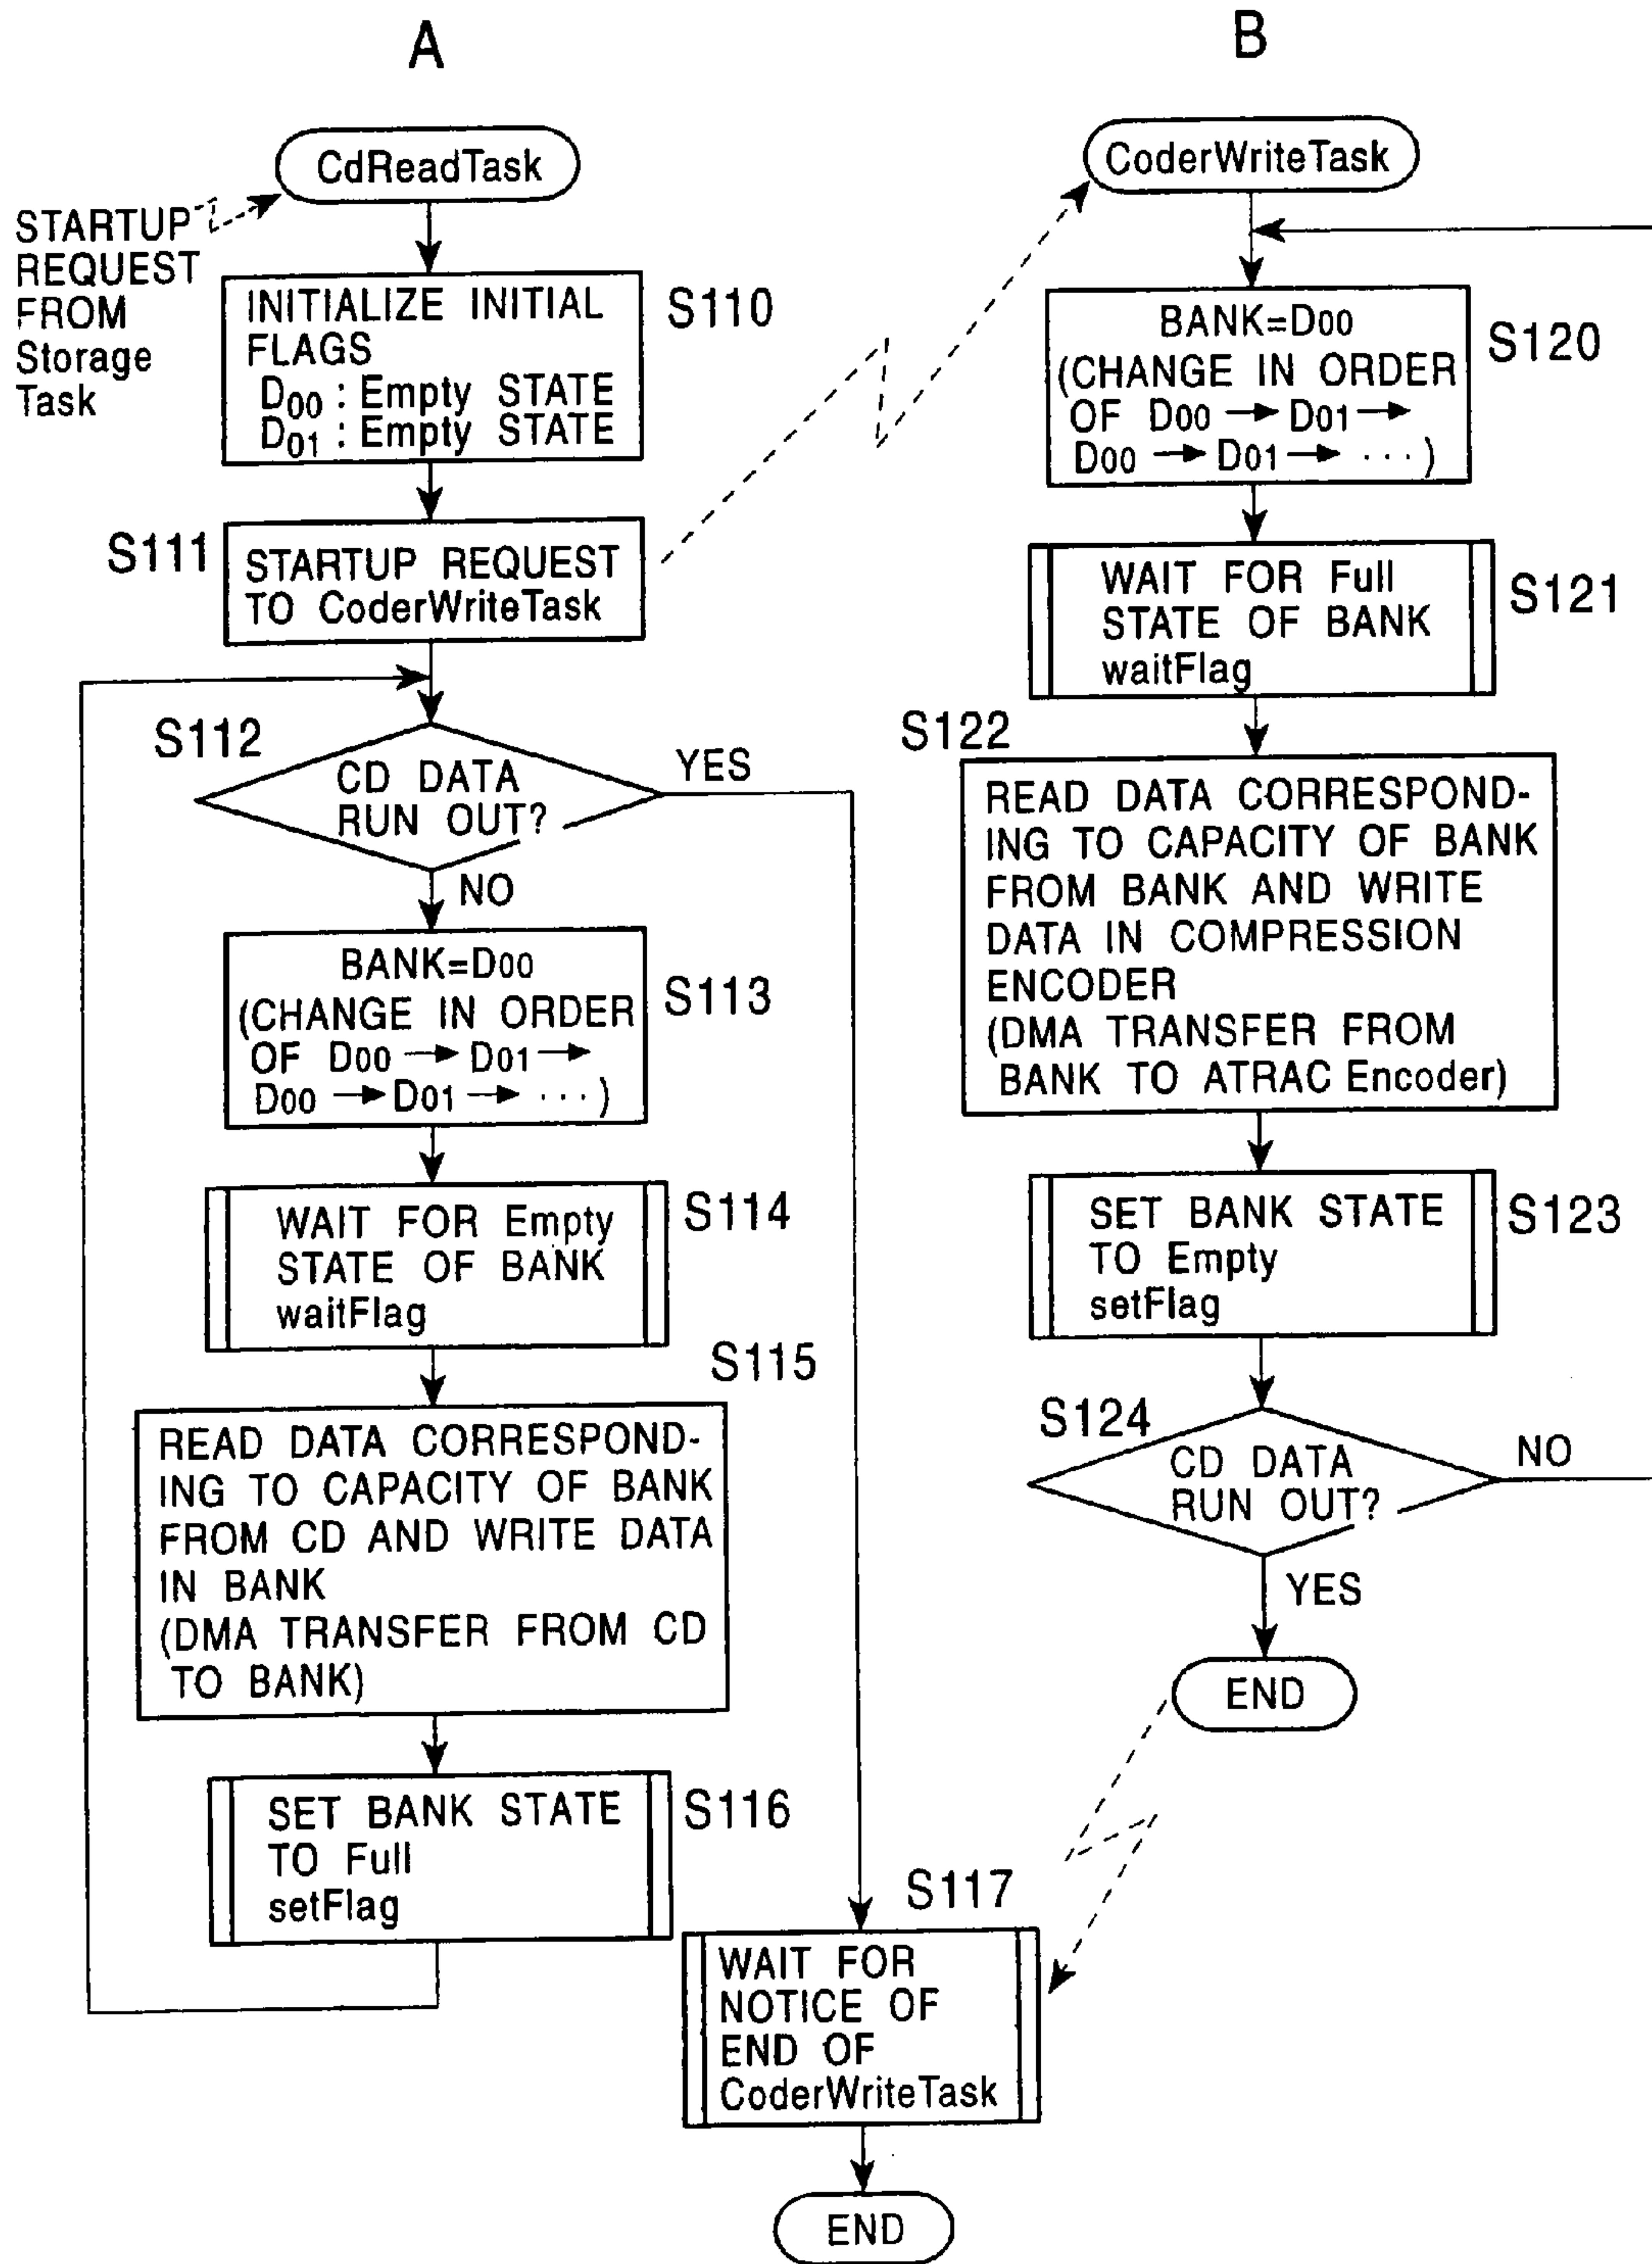 A
CdReadTask
STARTUP
REQUEST
FROM
Storage
Task
INITIALIZE INITIAL
FLAGS
D00 : Empty STATE
D01 : Empty STATE
S110
S111
STARTUP REQUEST
TO CoderWriteTask
S112
CD DATA
RUN OUT?
YES
NO
BANK=D00
(CHANGE IN ORDER
OF D00 → D01 →
D00 → D01 → ···)
S113
WAIT FOR Empty
STATE OF BANK
waitFlag
S114
S115
READ DATA CORRESPOND-
ING TO CAPACITY OF BANK
FROM CD AND WRITE DATA
IN BANK
(DMA TRANSFER FROM CD
TO BANK)
SET BANK STATE
TO Full
setFlag
S116
S117
WAIT FOR
NOTICE OF
END OF
CoderWriteTask
END
B
CoderWriteTask
BANK=D00
(CHANGE IN ORDER
OF D00 → D01 →
D00 → D01 → ···)
S120
WAIT FOR Full
STATE OF BANK
waitFlag
S121
S122
READ DATA CORRESPOND-
ING TO CAPACITY OF BANK
FROM BANK AND WRITE
DATA IN COMPRESSION
ENCODER
(DMA TRANSFER FROM
BANK TO ATRAC Encoder)
SET BANK STATE
TO Empty
setFlag
S123
S124
CD DATA
RUN OUT?
NO
YES
END